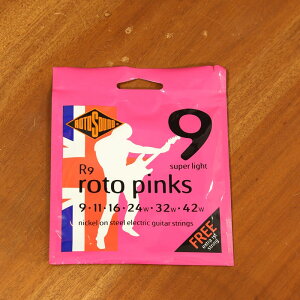 ROTOSOUND
9
super light
R9
roto pinks
9·11·16·24w·32w·42w
nickel on steel electric guitar strings
FREE